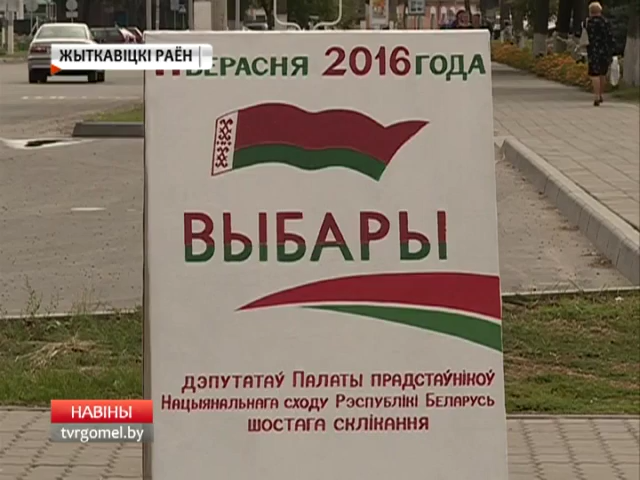 ЖЫТКАВІЦКІ РАЁН
ВЕРАСНЯ 2016 ГОДА
ВЫБАРЫ
ДЭПУТАТАЎ ПАЛАТЫ ПРАДСТАЎНІКОЎ
НАЦЫЯНАЛЬНАГА СХОДУ РЭСПУБЛІКІ БЕЛАРУСЬ
ШОСТАГА СКЛІКАННЯ
НАВІНЫ
tvrgomel.by